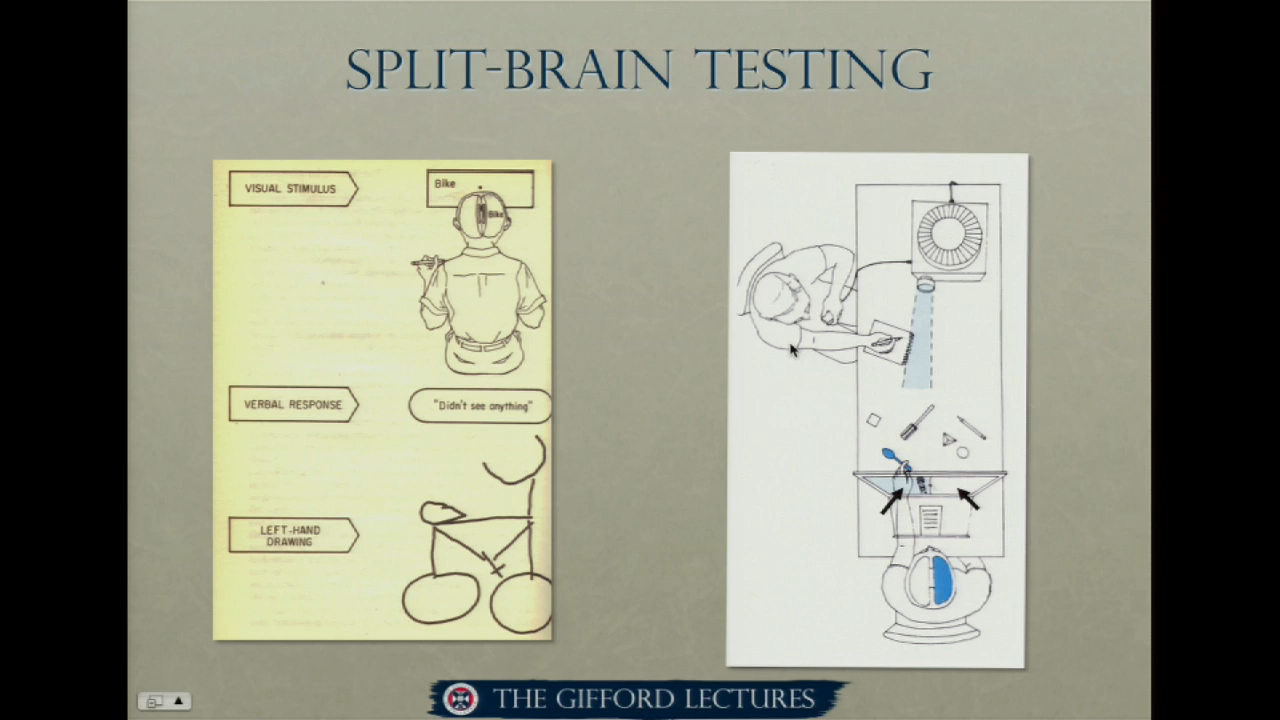 SPLIT-BRAIN TESTING
VISUAL STIMULUS
Bike
Bike
VERBAL RESPONSE
"Didn't see anything"
LEFT-HAND
DRAWING
THE GIFFORD LECTURES